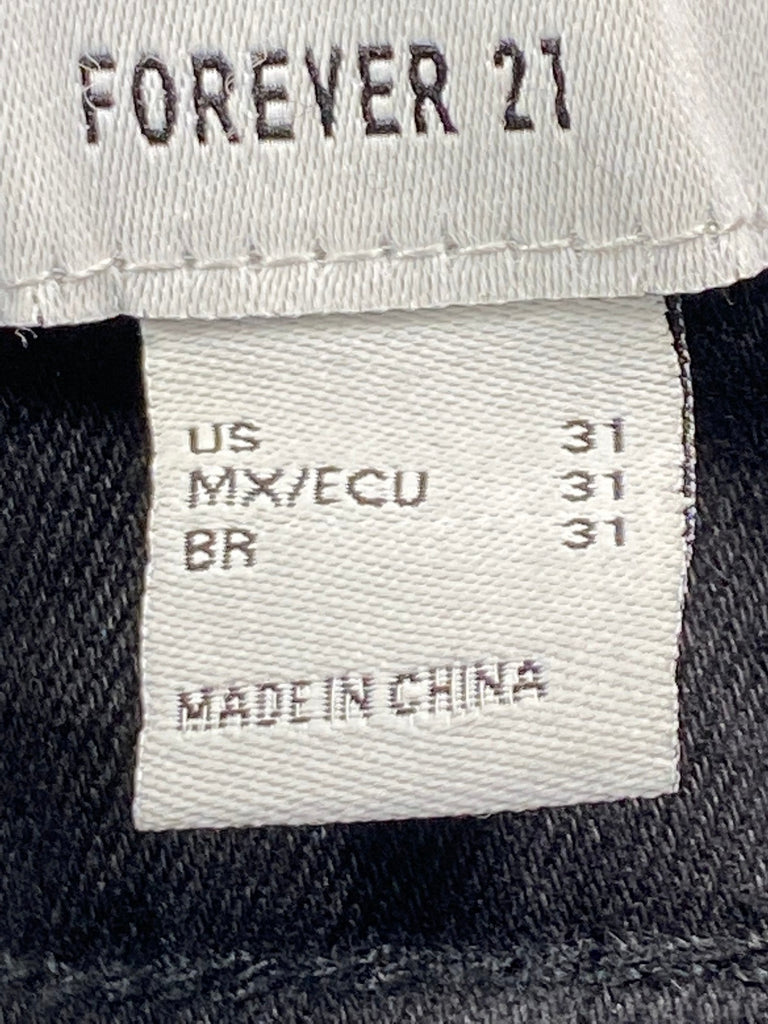 FOREVER 21
US 31
MX/ECU 31
BR 31
MADE IN CHINA